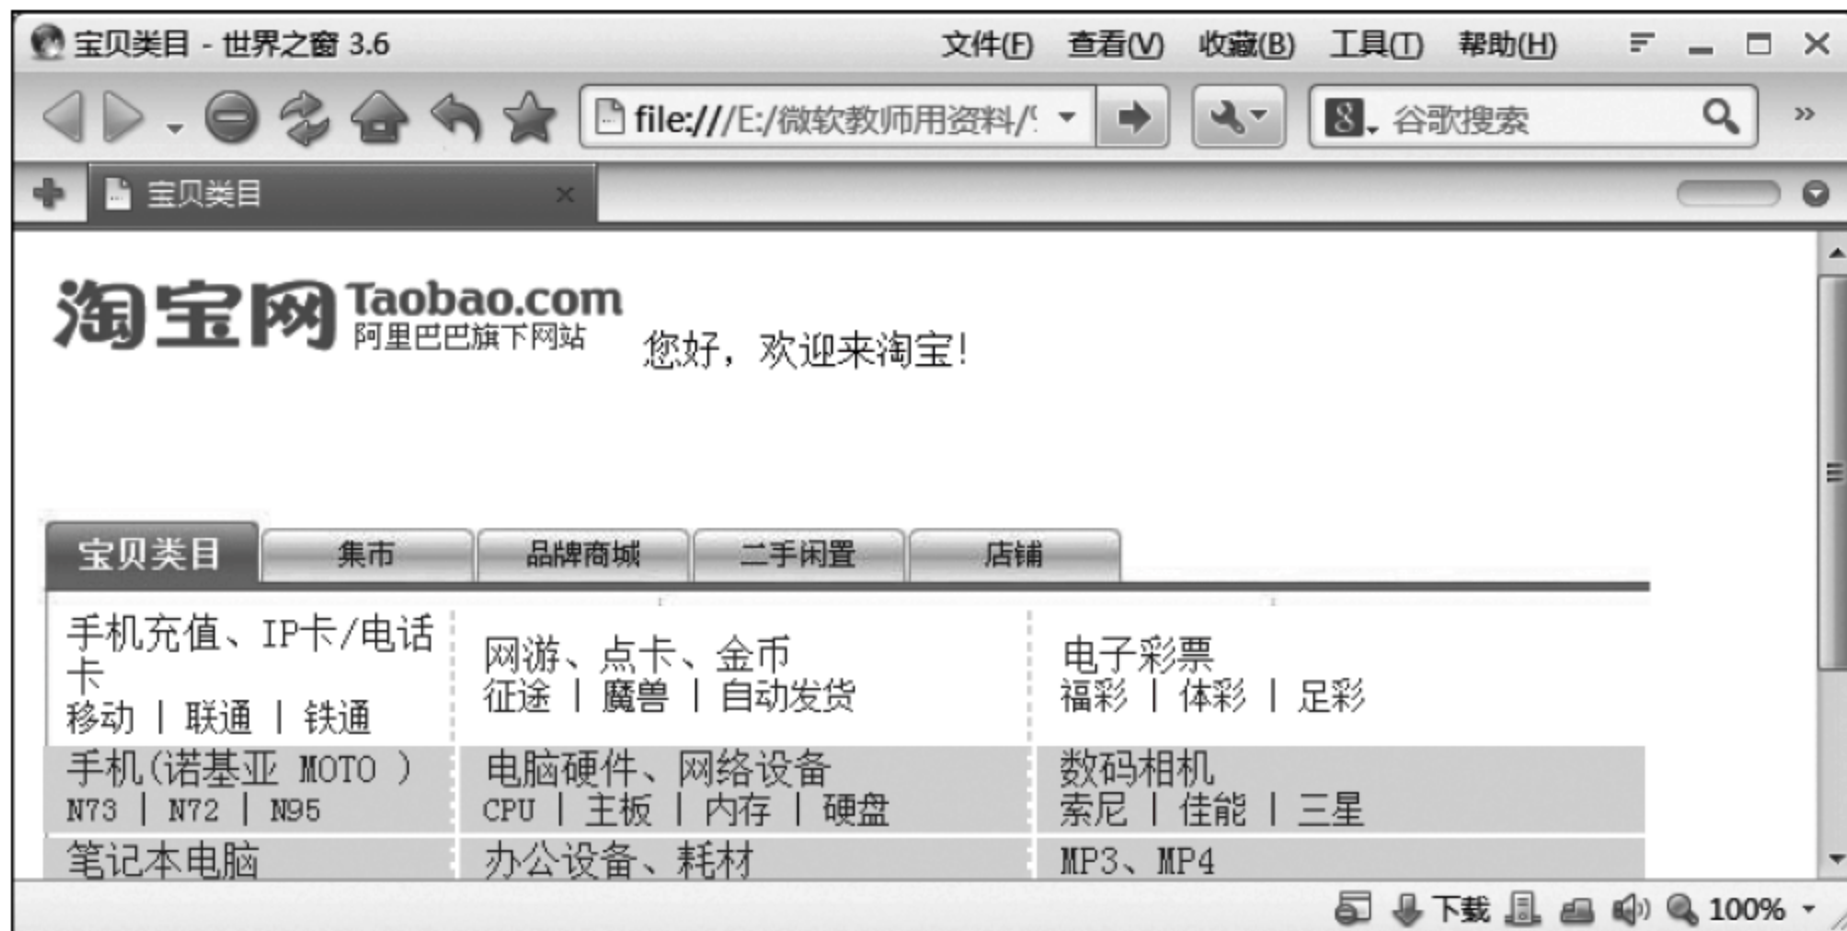 宝贝类目 - 世界之窗 3.6 文件(F) 查看(V) 收藏(B) 工具(T) 帮助(H)
file:///E:/微软教师用资料/ 谷歌搜索
宝贝类目
淘宝网 Taobao.com
阿里巴巴旗下网站
您好，欢迎来淘宝！
宝贝类目 集市 品牌商城 二手闲置 店铺
手机充值、IP卡/电话
卡
移动 | 联通 | 铁通
网游、点卡、金币
征途 | 魔兽 | 自动发货
电子彩票
福彩 | 体彩 | 足彩
手机(诺基亚 MOTO )
N73 | N72 | N95
电脑硬件、网络设备
CPU | 主板 | 内存 | 硬盘
数码相机
索尼 | 佳能 | 三星
笔记本电脑
办公设备、耗材
MP3、MP4
下载 100%